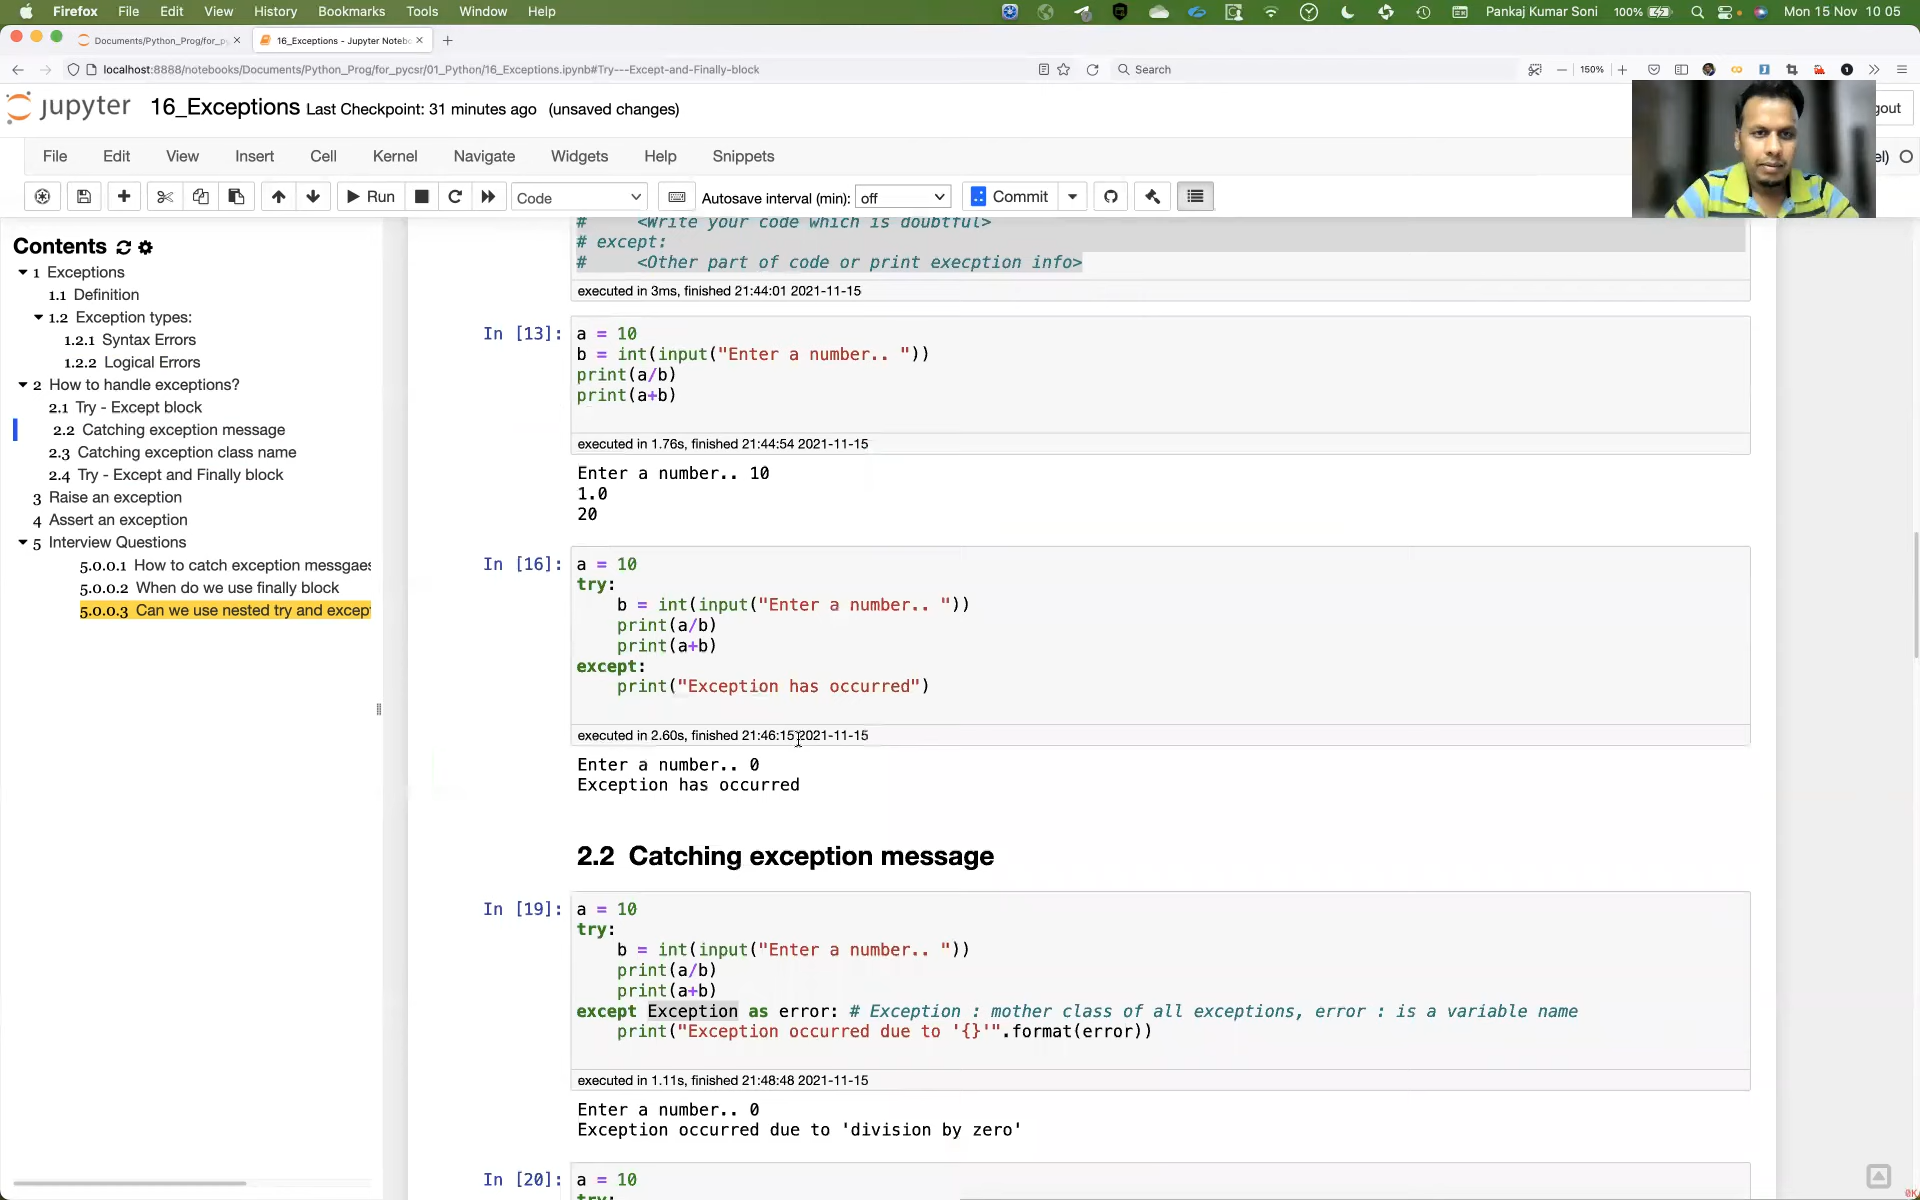 Firefox File Edit View History Bookmarks Tools Window Help Pankaj Kumar Soni 100% Mon 15 Nov 10 05
Documents/Python_Prog/for_py × 16_Exceptions - Jupyter Notebo ×
localhost:8888/notebooks/Documents/Python_Prog/for_pycsr/01_Python/16_Exceptions.ipynb#Try---Except-and-Finally-block Search 150%
jupyter 16_Exceptions Last Checkpoint: 31 minutes ago (unsaved changes) gout
File Edit View Insert Cell Kernel Navigate Widgets Help Snippets el)
Run Code Autosave interval (min): off Commit
Contents
1 Exceptions
1.1 Definition
1.2 Exception types:
1.2.1 Syntax Errors
1.2.2 Logical Errors
2 How to handle exceptions?
2.1 Try - Except block
2.2 Catching exception message
2.3 Catching exception class name
2.4 Try - Except and Finally block
3 Raise an exception
4 Assert an exception
5 Interview Questions
5.0.0.1 How to catch exception messgaes
5.0.0.2 When do we use finally block
5.0.0.3 Can we use nested try and except
# <Write your code which is doubtful>
# except:
# <Other part of code or print execption info>
executed in 3ms, finished 21:44:01 2021-11-15
In [13]: a = 10
b = int(input("Enter a number.. "))
print(a/b)
print(a+b)
executed in 1.76s, finished 21:44:54 2021-11-15
Enter a number.. 10
1.0
20
In [16]: a = 10
try:
b = int(input("Enter a number.. "))
print(a/b)
print(a+b)
except:
print("Exception has occurred")
executed in 2.60s, finished 21:46:15 2021-11-15
Enter a number.. 0
Exception has occurred
2.2 Catching exception message
In [19]: a = 10
try:
b = int(input("Enter a number.. "))
print(a/b)
print(a+b)
except Exception as error: # Exception : mother class of all exceptions, error : is a variable name
print("Exception occurred due to '{}'".format(error))
executed in 1.11s, finished 21:48:48 2021-11-15
Enter a number.. 0
Exception occurred due to 'division by zero'
In [20]: a = 10
try: